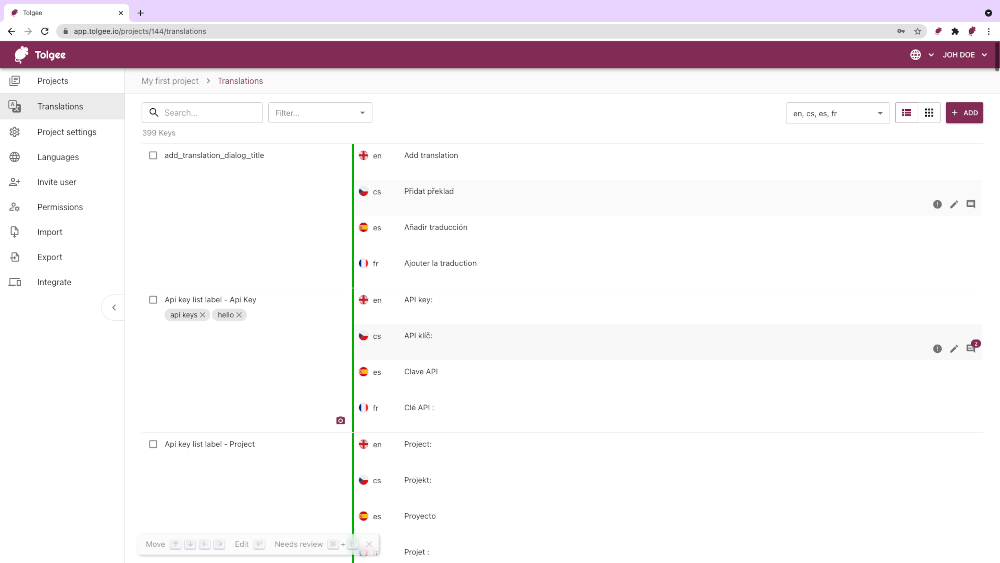 Tolgee
app.tolgee.io/projects/144/translations
Tolgee
JOH DOE
Projects
Translations
Project settings
Languages
Invite user
Permissions
Import
Export
Integrate
My first project > Translations
Search...
Filter...
en, cs, es, fr
+ ADD
399 Keys
add_translation_dialog_title
en Add translation
cs Přidat překlad
es Añadir traducción
fr Ajouter la traduction
Api key list label - Api Key
api keys
hello
en API key:
cs API klíč:
2
es Clave API
fr Clé API :
Api key list label - Project
en Project:
cs Projekt:
es Proyecto
fr Projet :
Move Edit Needs review